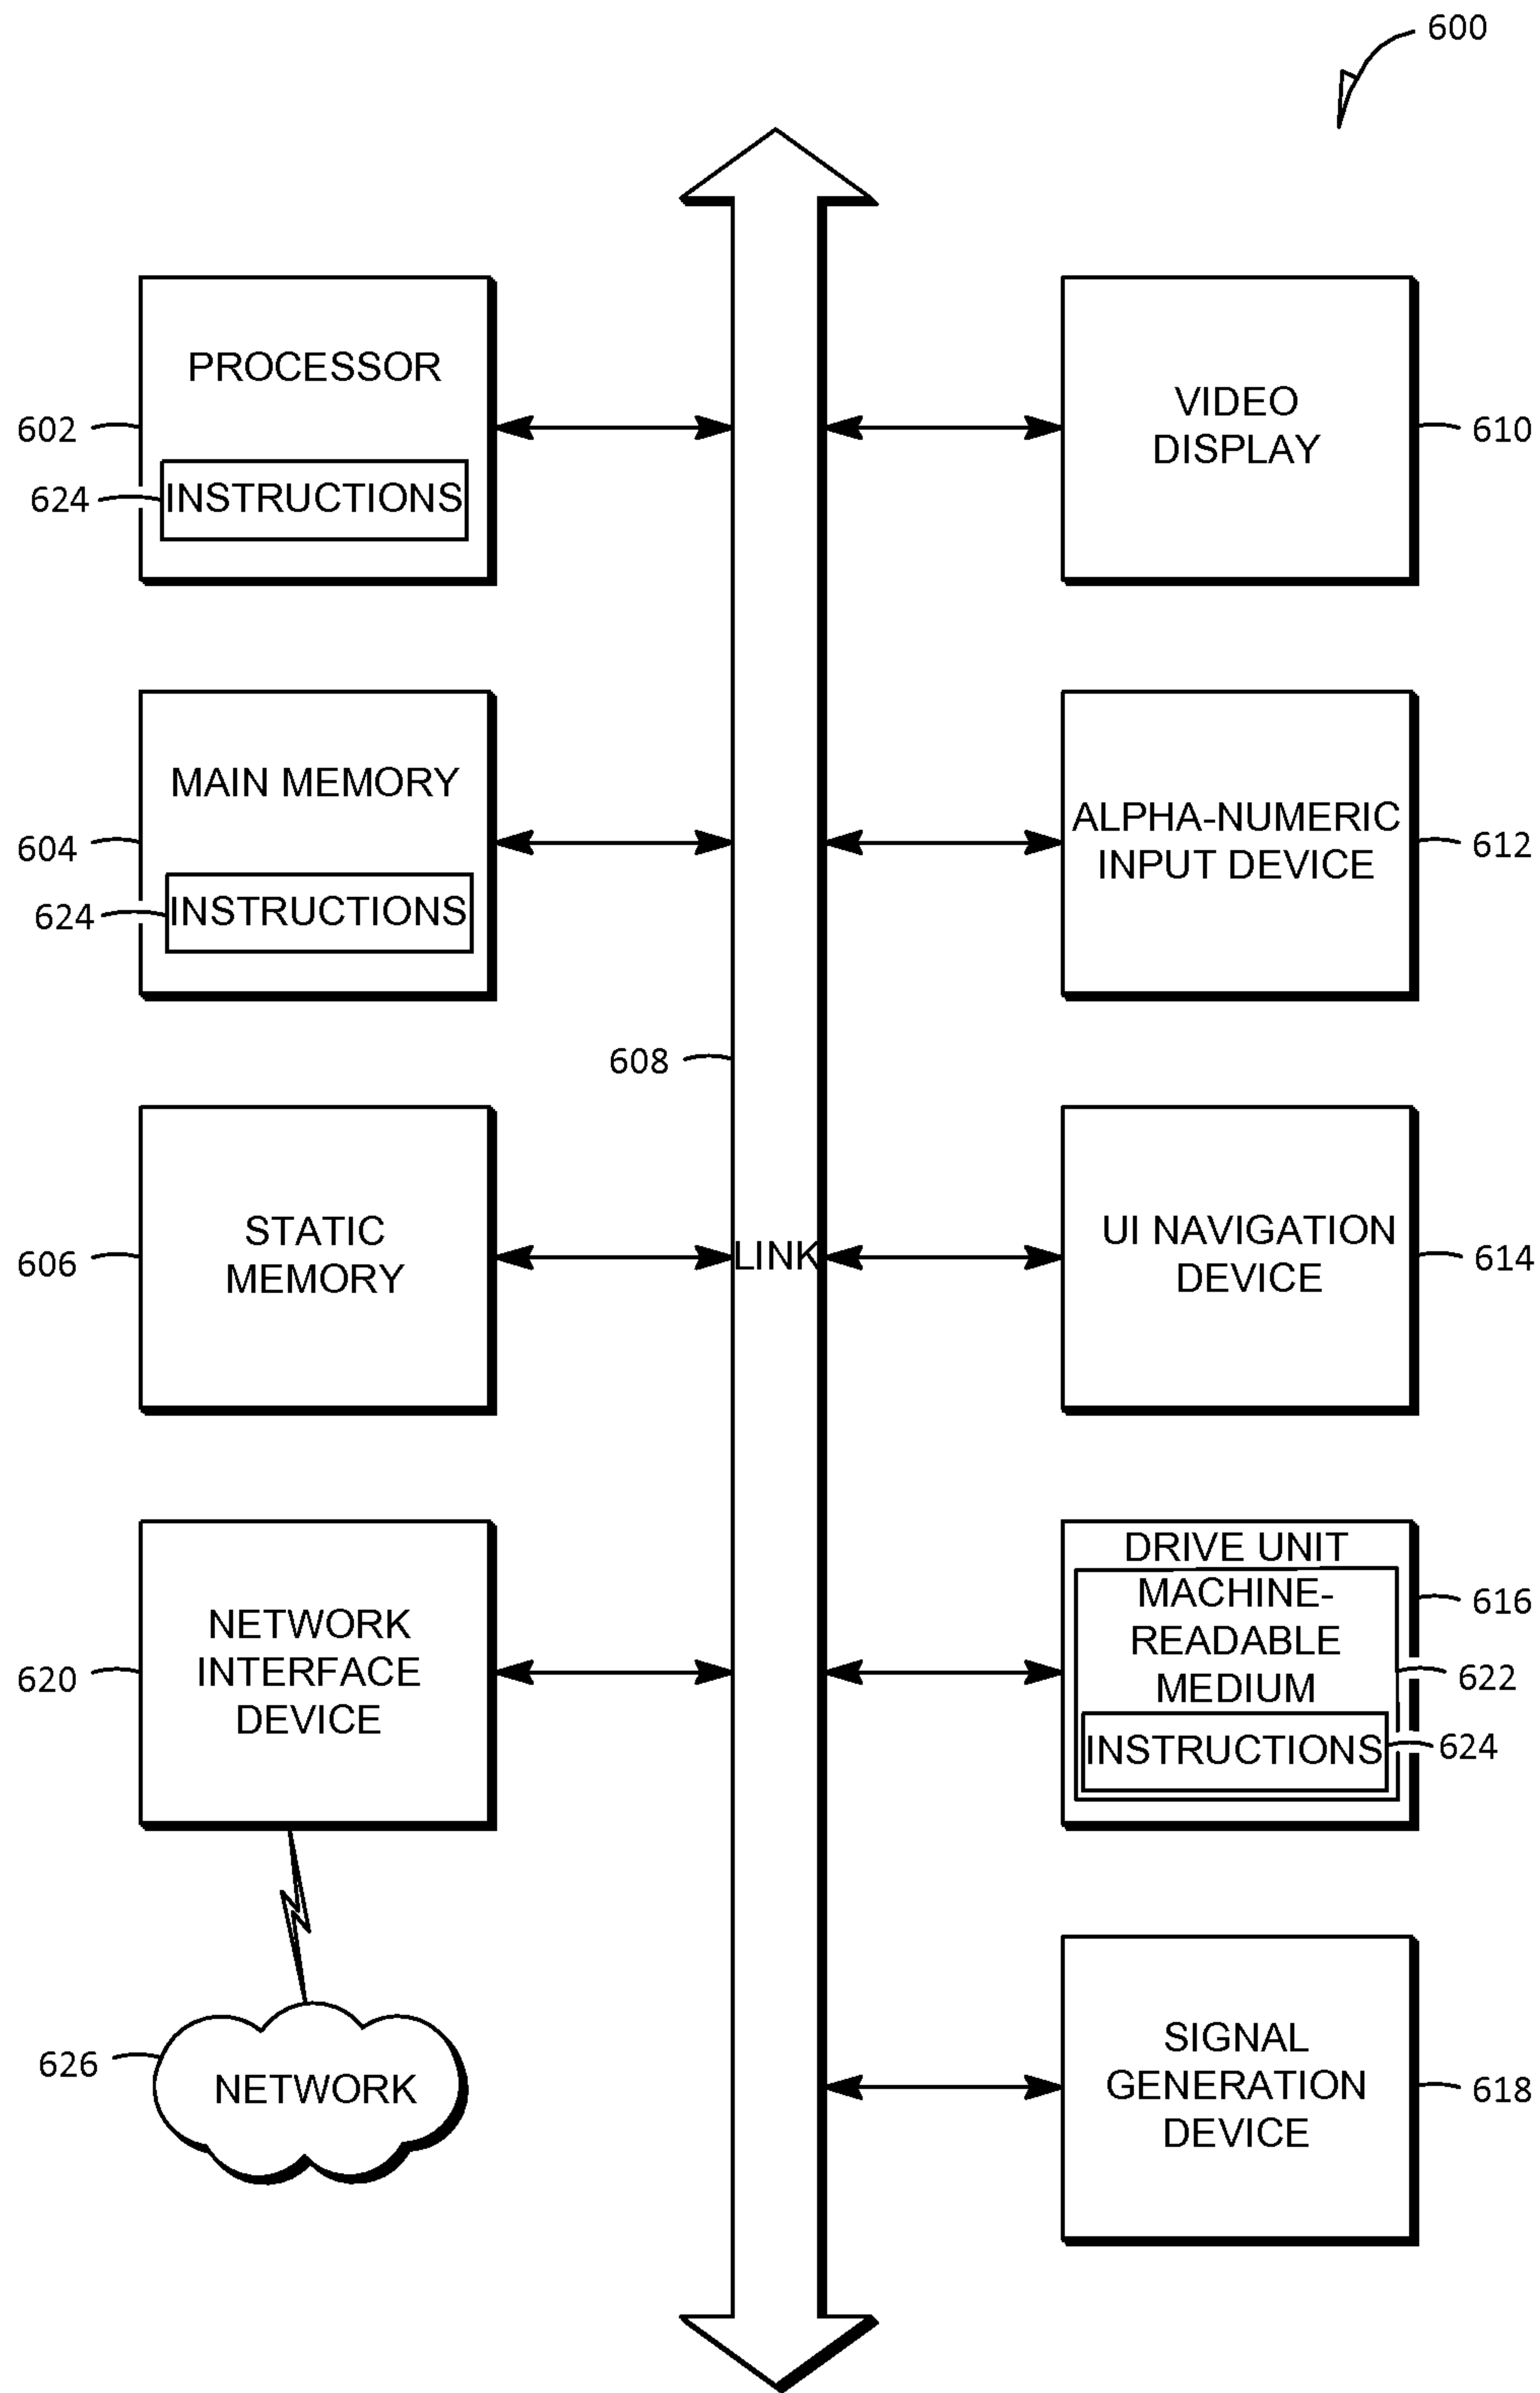 600
PROCESSOR
602
624
INSTRUCTIONS
VIDEO
DISPLAY
610
MAIN MEMORY
604
624
INSTRUCTIONS
ALPHA-NUMERIC
INPUT DEVICE
612
608
STATIC
MEMORY
606
LINK
UI NAVIGATION
DEVICE
614
NETWORK
INTERFACE
DEVICE
620
DRIVE UNIT
MACHINE-
READABLE
MEDIUM
616
622
INSTRUCTIONS
624
626
NETWORK
SIGNAL
GENERATION
DEVICE
618